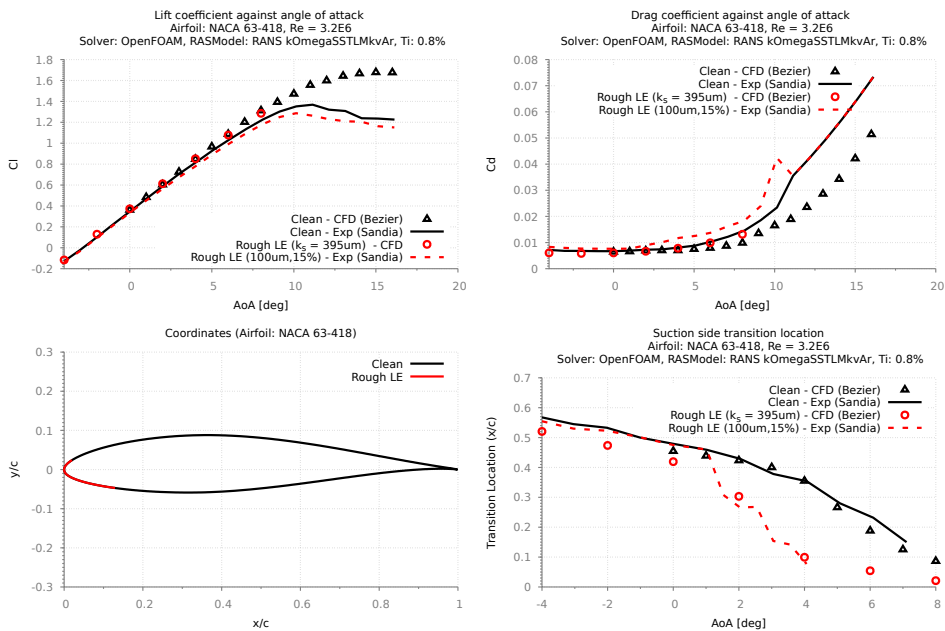 Lift coefficient against angle of attack
Airfoil: NACA 63-418, Re = 3.2E6
Solver: OpenFOAM, RASModel: RANS kOmegaSSTLMkvAr, Ti: 0.8%
1.8
1.6
1.4
1.2
1
0.8
0.6
0.4
0.2
0
-0.2
Cl
Clean - CFD (Bezier)
Clean - Exp (Sandia)
Rough LE (ks = 395um) - CFD
Rough LE (100um,15%) - Exp (Sandia)
0
5
10
15
20
AoA [deg]
Drag coefficient against angle of attack
Airfoil: NACA 63-418, Re = 3.2E6
Solver: OpenFOAM, RASModel: RANS kOmegaSSTLMkvAr, Ti: 0.8%
0.08
0.07
0.06
0.05
0.04
0.03
0.02
0.01
0
Cd
Clean - CFD (Bezier)
Clean - Exp (Sandia)
Rough LE (ks = 395um) - CFD (Bezier)
Rough LE (100um,15%) - Exp (Sandia)
0
5
10
15
20
AoA [deg]
Coordinates (Airfoil: NACA 63-418)
0.3
0.2
0.1
0
-0.1
-0.2
-0.3
y/c
Clean
Rough LE
0
0.2
0.4
0.6
0.8
1
x/c
Suction side transition location
Airfoil: NACA 63-418, Re = 3.2E6
Solver: OpenFOAM, RASModel: RANS kOmegaSSTLMkvAr, Ti: 0.8%
0.7
0.6
0.5
0.4
0.3
0.2
0.1
0
Transition Location (x/c)
Clean - CFD (Bezier)
Clean - Exp (Sandia)
Rough LE (ks = 395um) - CFD (Bezier)
Rough LE (100um,15%) - Exp (Sandia)
-4
-2
0
2
4
6
8
AoA [deg]